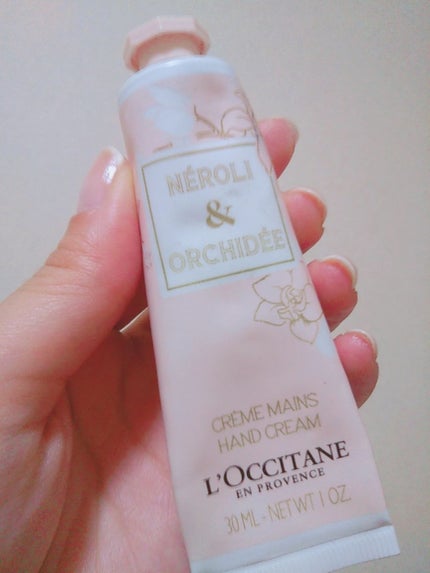 NÉROLI
&
ORCHIDÉE
CRÈME MAINS
HAND CREAM
L'OCCITANE
EN PROVENCE
30 ML - NET WT 1 OZ.